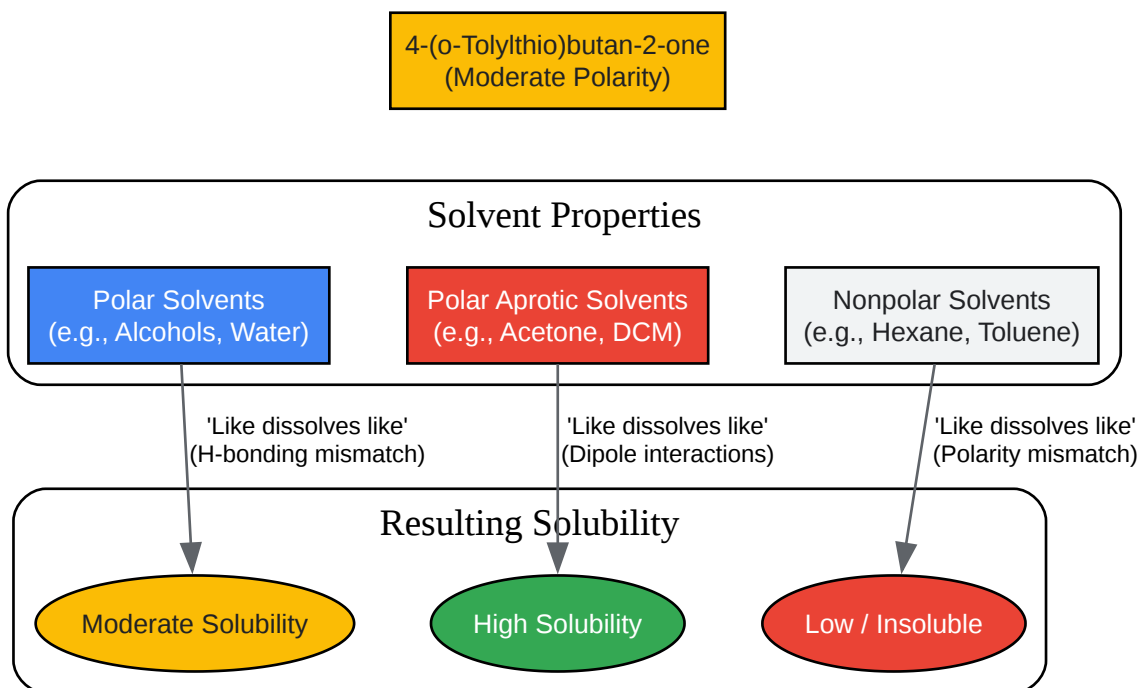 4-(o-Tolylthio)butan-2-one
(Moderate Polarity)
Solvent Properties
Polar Solvents
(e.g., Alcohols, Water)
Polar Aprotic Solvents
(e.g., Acetone, DCM)
Nonpolar Solvents
(e.g., Hexane, Toluene)
'Like dissolves like'
(H-bonding mismatch)
'Like dissolves like'
(Dipole interactions)
'Like dissolves like'
(Polarity mismatch)
Resulting Solubility
Moderate Solubility
High Solubility
Low / Insoluble